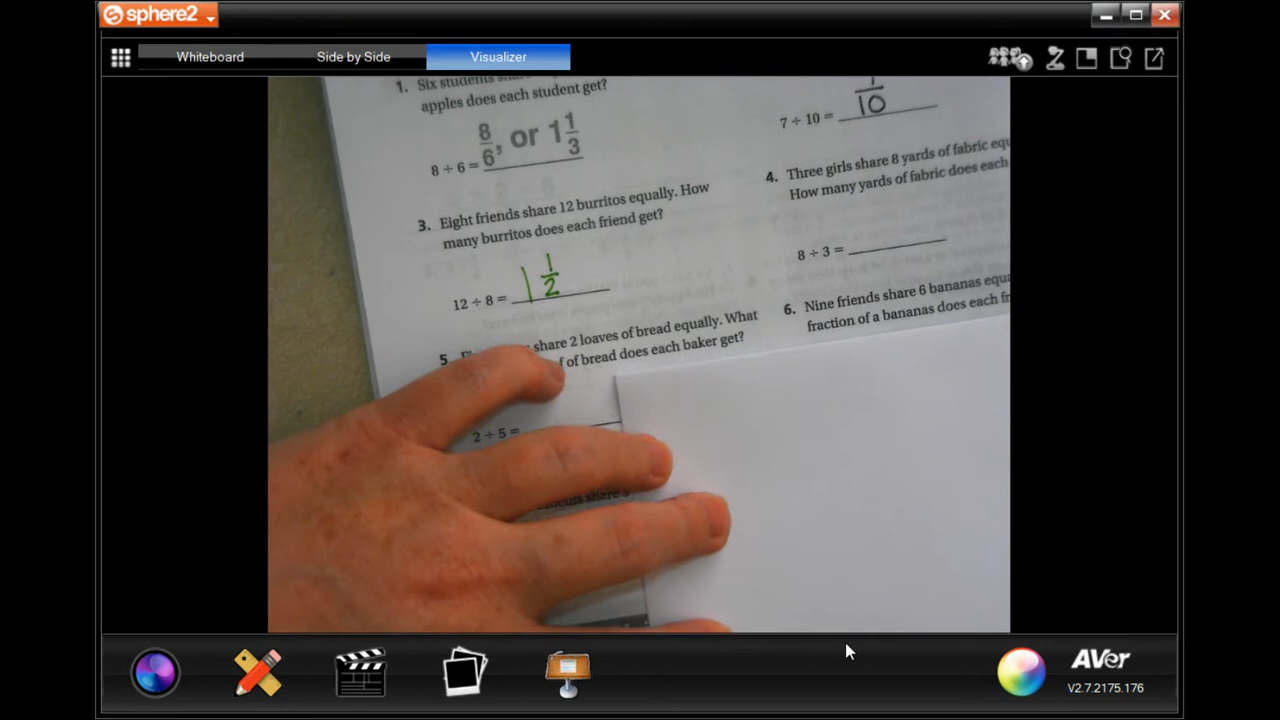 sphere2
Whiteboard
Side by Side
Visualizer
1. Six students
apples does each student get?
8 ÷ 6 = 8/6, or 1 1/3
7 ÷ 10 = /10
3. Eight friends share 12 burritos equally. How
many burritos does each friend get?
12 ÷ 8 = 1 1/2
4. Three girls share 8 yards of fabric
How many yards of fabric does each
8 ÷ 3 =
5 share 2 loaves of bread equally. What
of bread does each baker get?
2 ÷ 5 =
6. Nine friends share 6 bananas
fraction of a bananas does each
share
AVer
V2.7.2175.176